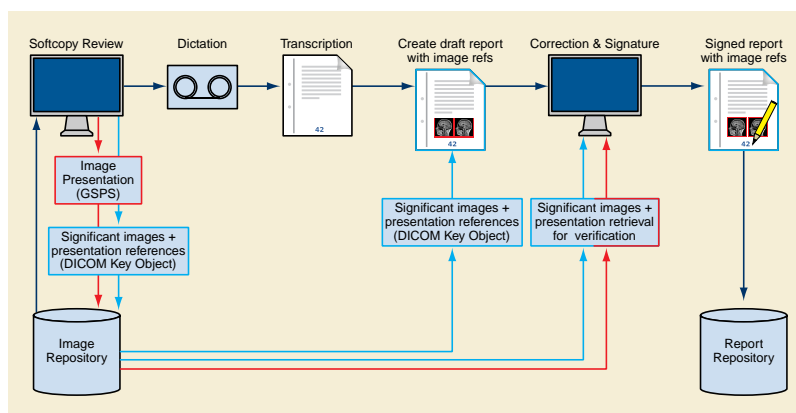 Softcopy Review
Dictation
Transcription
Create draft report
with image refs
Correction & Signature
Signed report
with image refs
42
42
42
Image
Presentation
(GSPS)
Significant images +
presentation references
(DICOM Key Object)
Significant images +
presentation references
(DICOM Key Object)
Significant images +
presentation retrieval
for verification
Image
Repository
Report
Repository